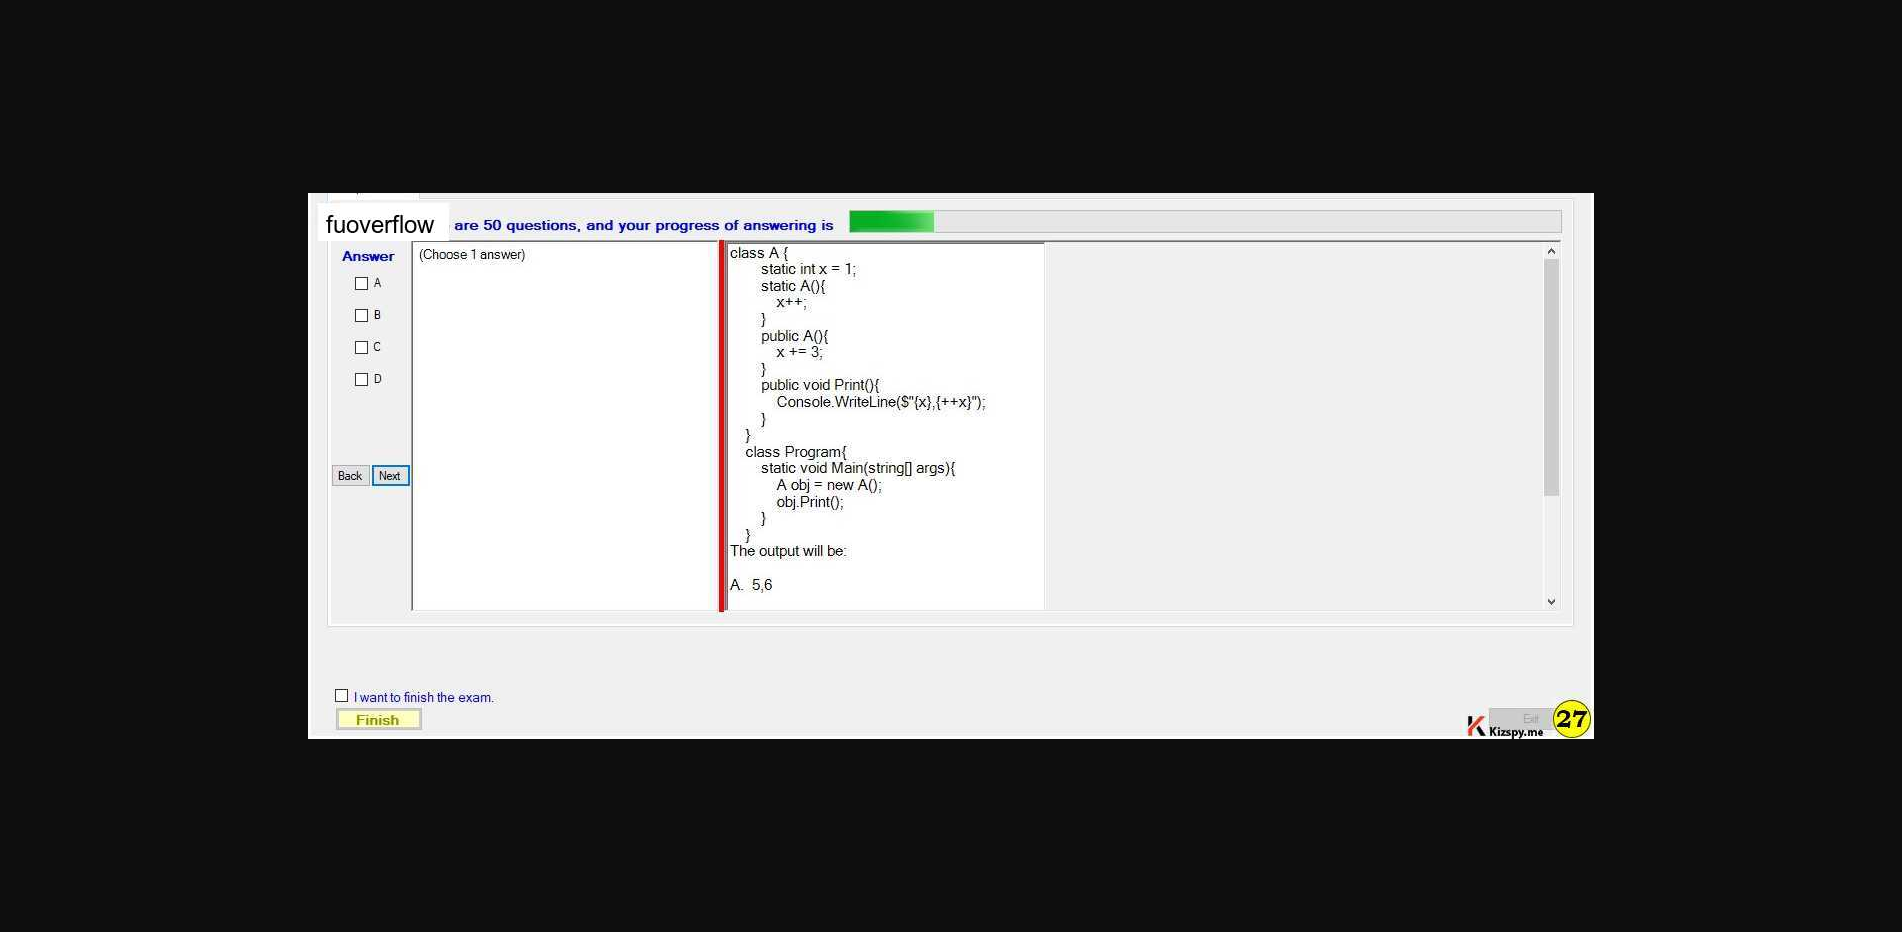 fuoverflow are 50 questions, and your progress of answering is
Answer
(Choose 1 answer)
A
B
C
D
Back Next
class A {
static int x = 1;
static A(){
x++;
}
public A(){
x += 3;
}
public void Print(){
Console.WriteLine($"{x},{++x}");
}
}
class Program{
static void Main(string[] args){
A obj = new A();
obj.Print();
}
}
The output will be:
A. 5,6
I want to finish the exam.
Finish
Exit
Kizspy.me
27